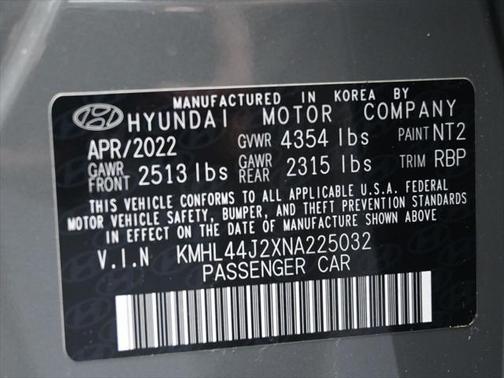 MANUFACTURED IN KOREA BY
HYUNDAI MOTOR COMPANY
APR/2022 GVWR 4354 lbs PAINT NT2
GAWR FRONT 2513 lbs GAWR REAR 2315 lbs TRIM RBP
THIS VEHICLE CONFORMS TO ALL APPLICABLE U.S.A. FEDERAL
MOTOR VEHICLE SAFETY, BUMPER, AND THEFT STANDARDS
IN EFFECT ON THE DATE OF MANUFACTURE SHOWN ABOVE.
V.I.N KMHL44J2XNA225032
PASSENGER CAR